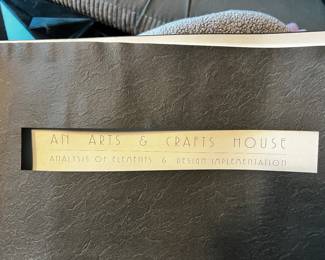 AN ARTS & CRAFTS HOUSE
ANALYSIS OF ELEMENTS & DESIGN IMPLEMENTATION